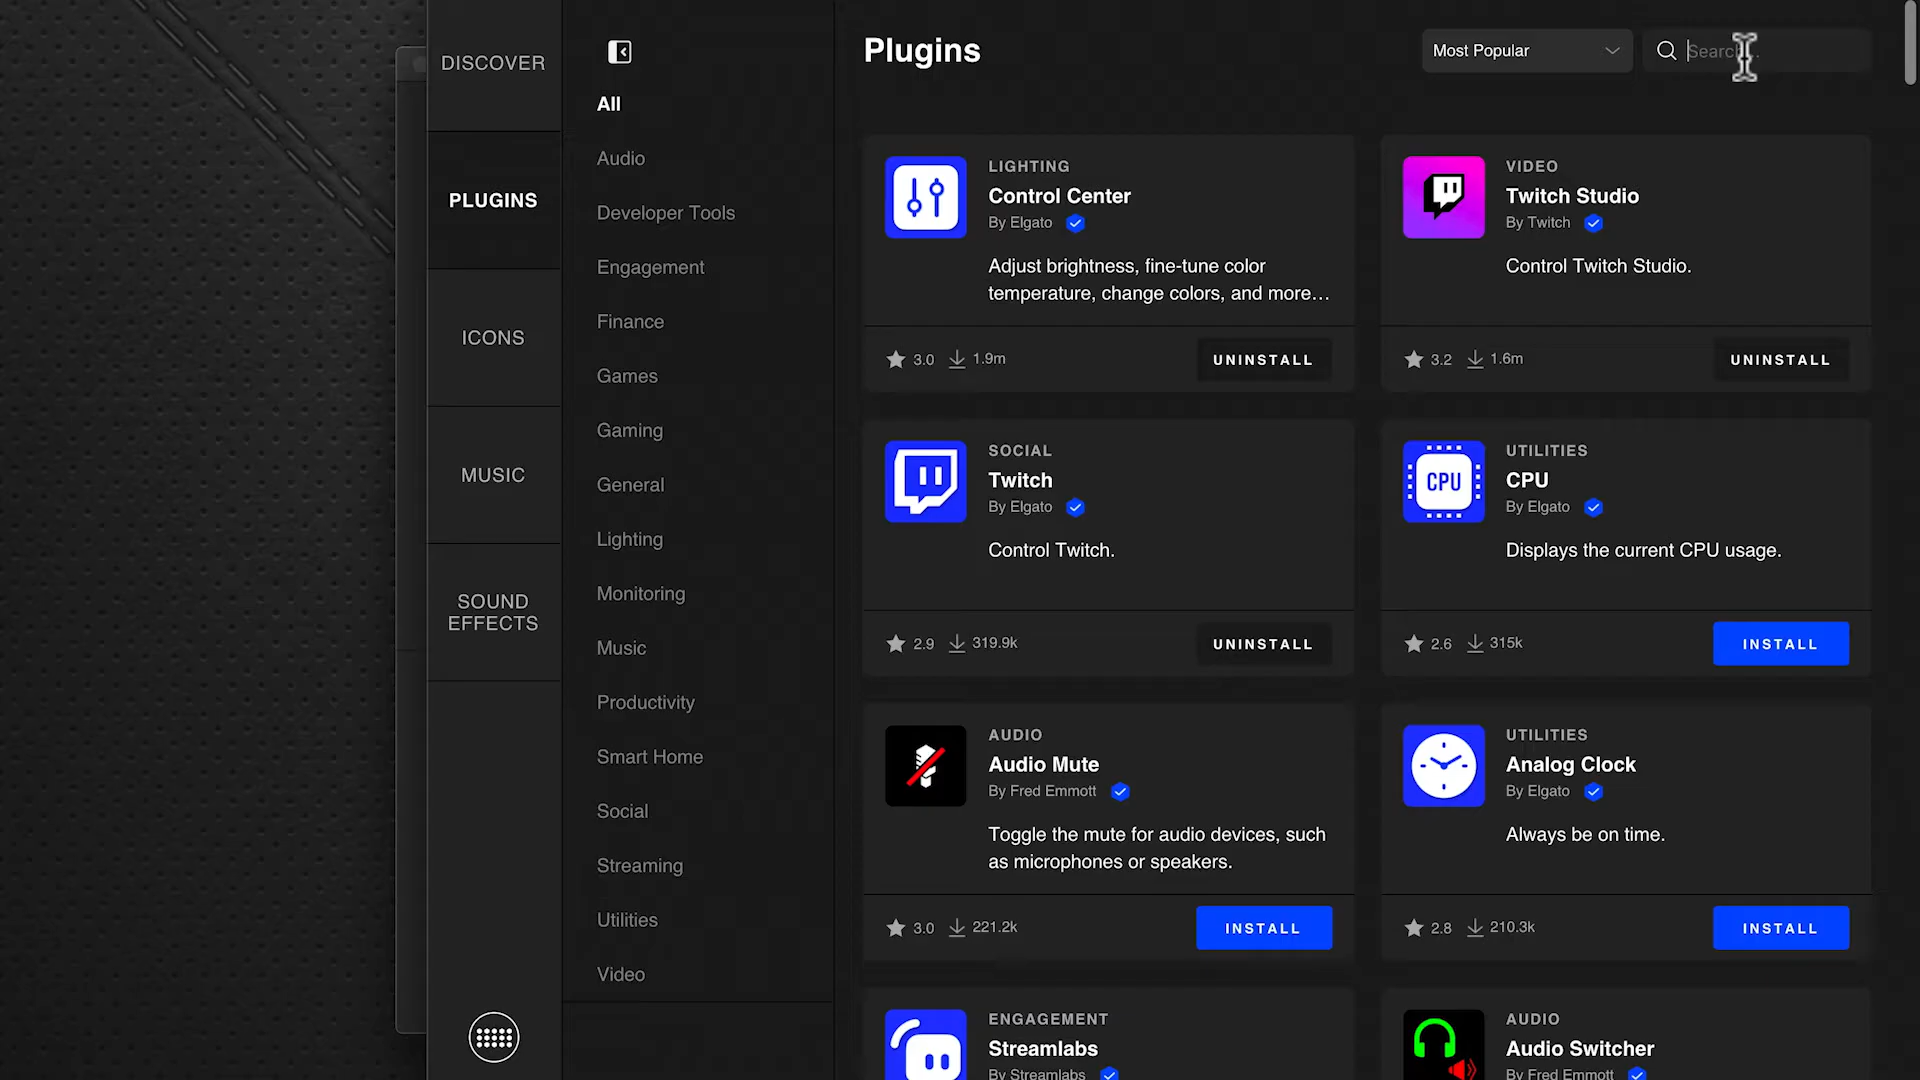 DISCOVER
PLUGINS
ICONS
MUSIC
SOUND
EFFECTS
All
Audio
Developer Tools
Engagement
Finance
Games
Gaming
General
Lighting
Monitoring
Music
Productivity
Smart Home
Social
Streaming
Utilities
Video
Plugins
Most Popular
Search...
LIGHTING
Control Center
By Elgato
Adjust brightness, fine-tune color
temperature, change colors, and more…
3.0 1.9m UNINSTALL
VIDEO
Twitch Studio
By Twitch
Control Twitch Studio.
3.2 1.6m UNINSTALL
SOCIAL
Twitch
By Elgato
Control Twitch.
2.9 319.9k UNINSTALL
CPU
UTILITIES
CPU
By Elgato
Displays the current CPU usage.
2.6 315k INSTALL
AUDIO
Audio Mute
By Fred Emmott
Toggle the mute for audio devices, such
as microphones or speakers.
3.0 221.2k INSTALL
UTILITIES
Analog Clock
By Elgato
Always be on time.
2.8 210.3k INSTALL
ENGAGEMENT
Streamlabs
By Streamlabs
AUDIO
Audio Switcher
By Fred Emmott